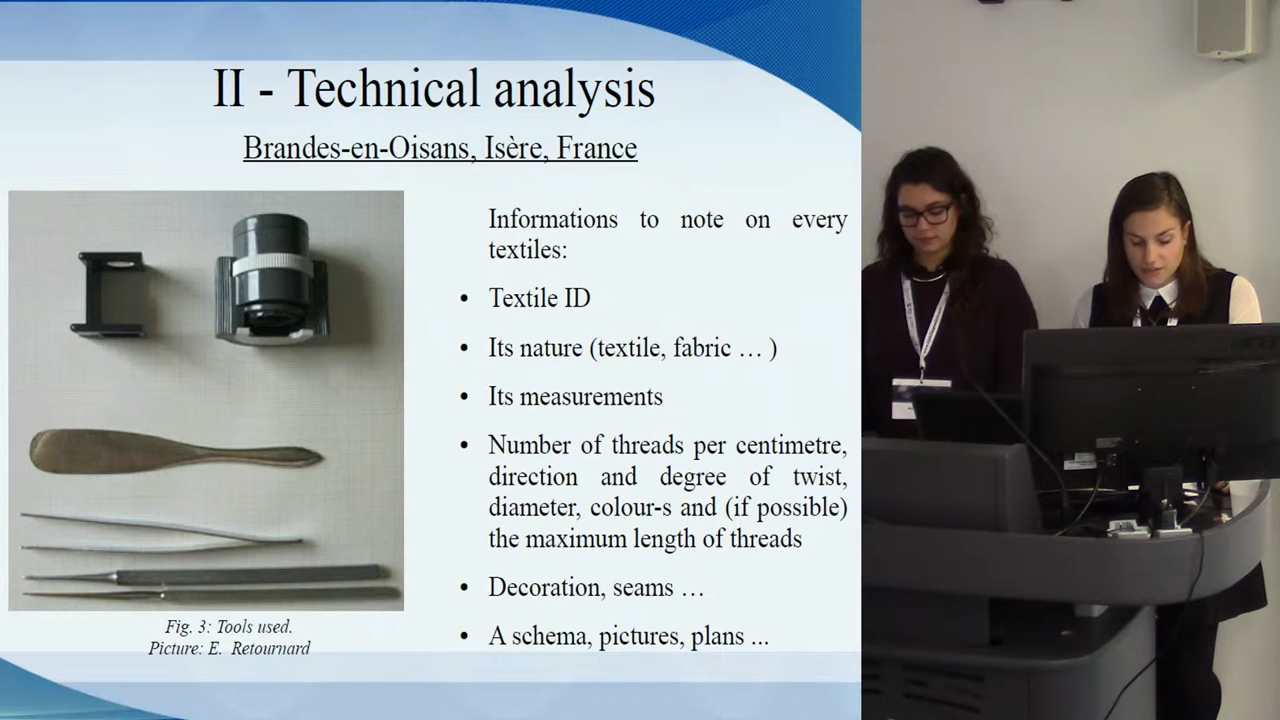 II - Technical analysis
Brandes-en-Oisans, Isère, France
Informations to note on every
textiles:
• Textile ID
• Its nature (textile, fabric … )
• Its measurements
• Number of threads per centimetre,
direction and degree of twist,
diameter, colour-s and (if possible)
the maximum length of threads
• Decoration, seams …
• A schema, pictures, plans ...
Fig. 3: Tools used.
Picture: E. Retournard